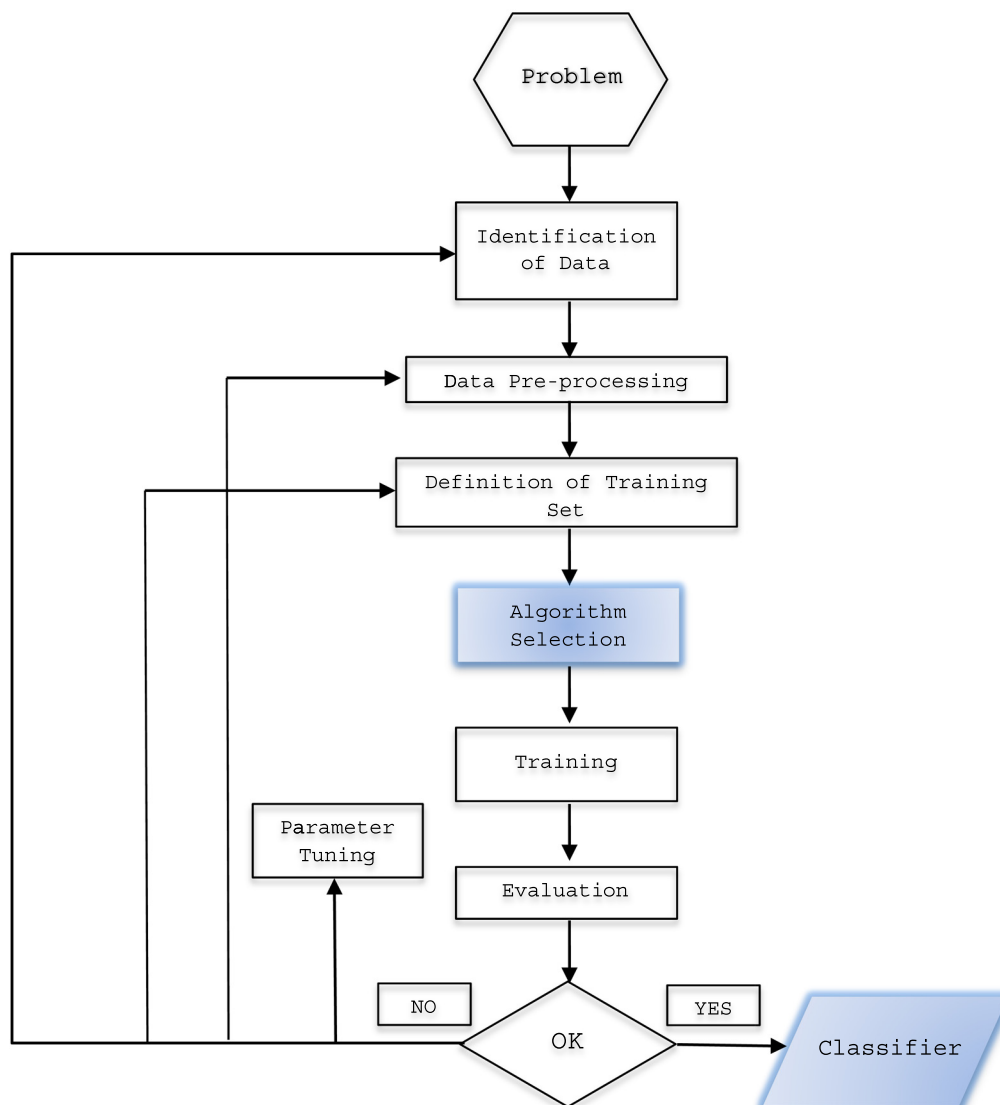 Problem
Identification
of Data
Data Pre-processing
Definition of Training
Set
Algorithm
Selection
Training
Parameter
Tuning
Evaluation
NO
YES
OK
Classifier